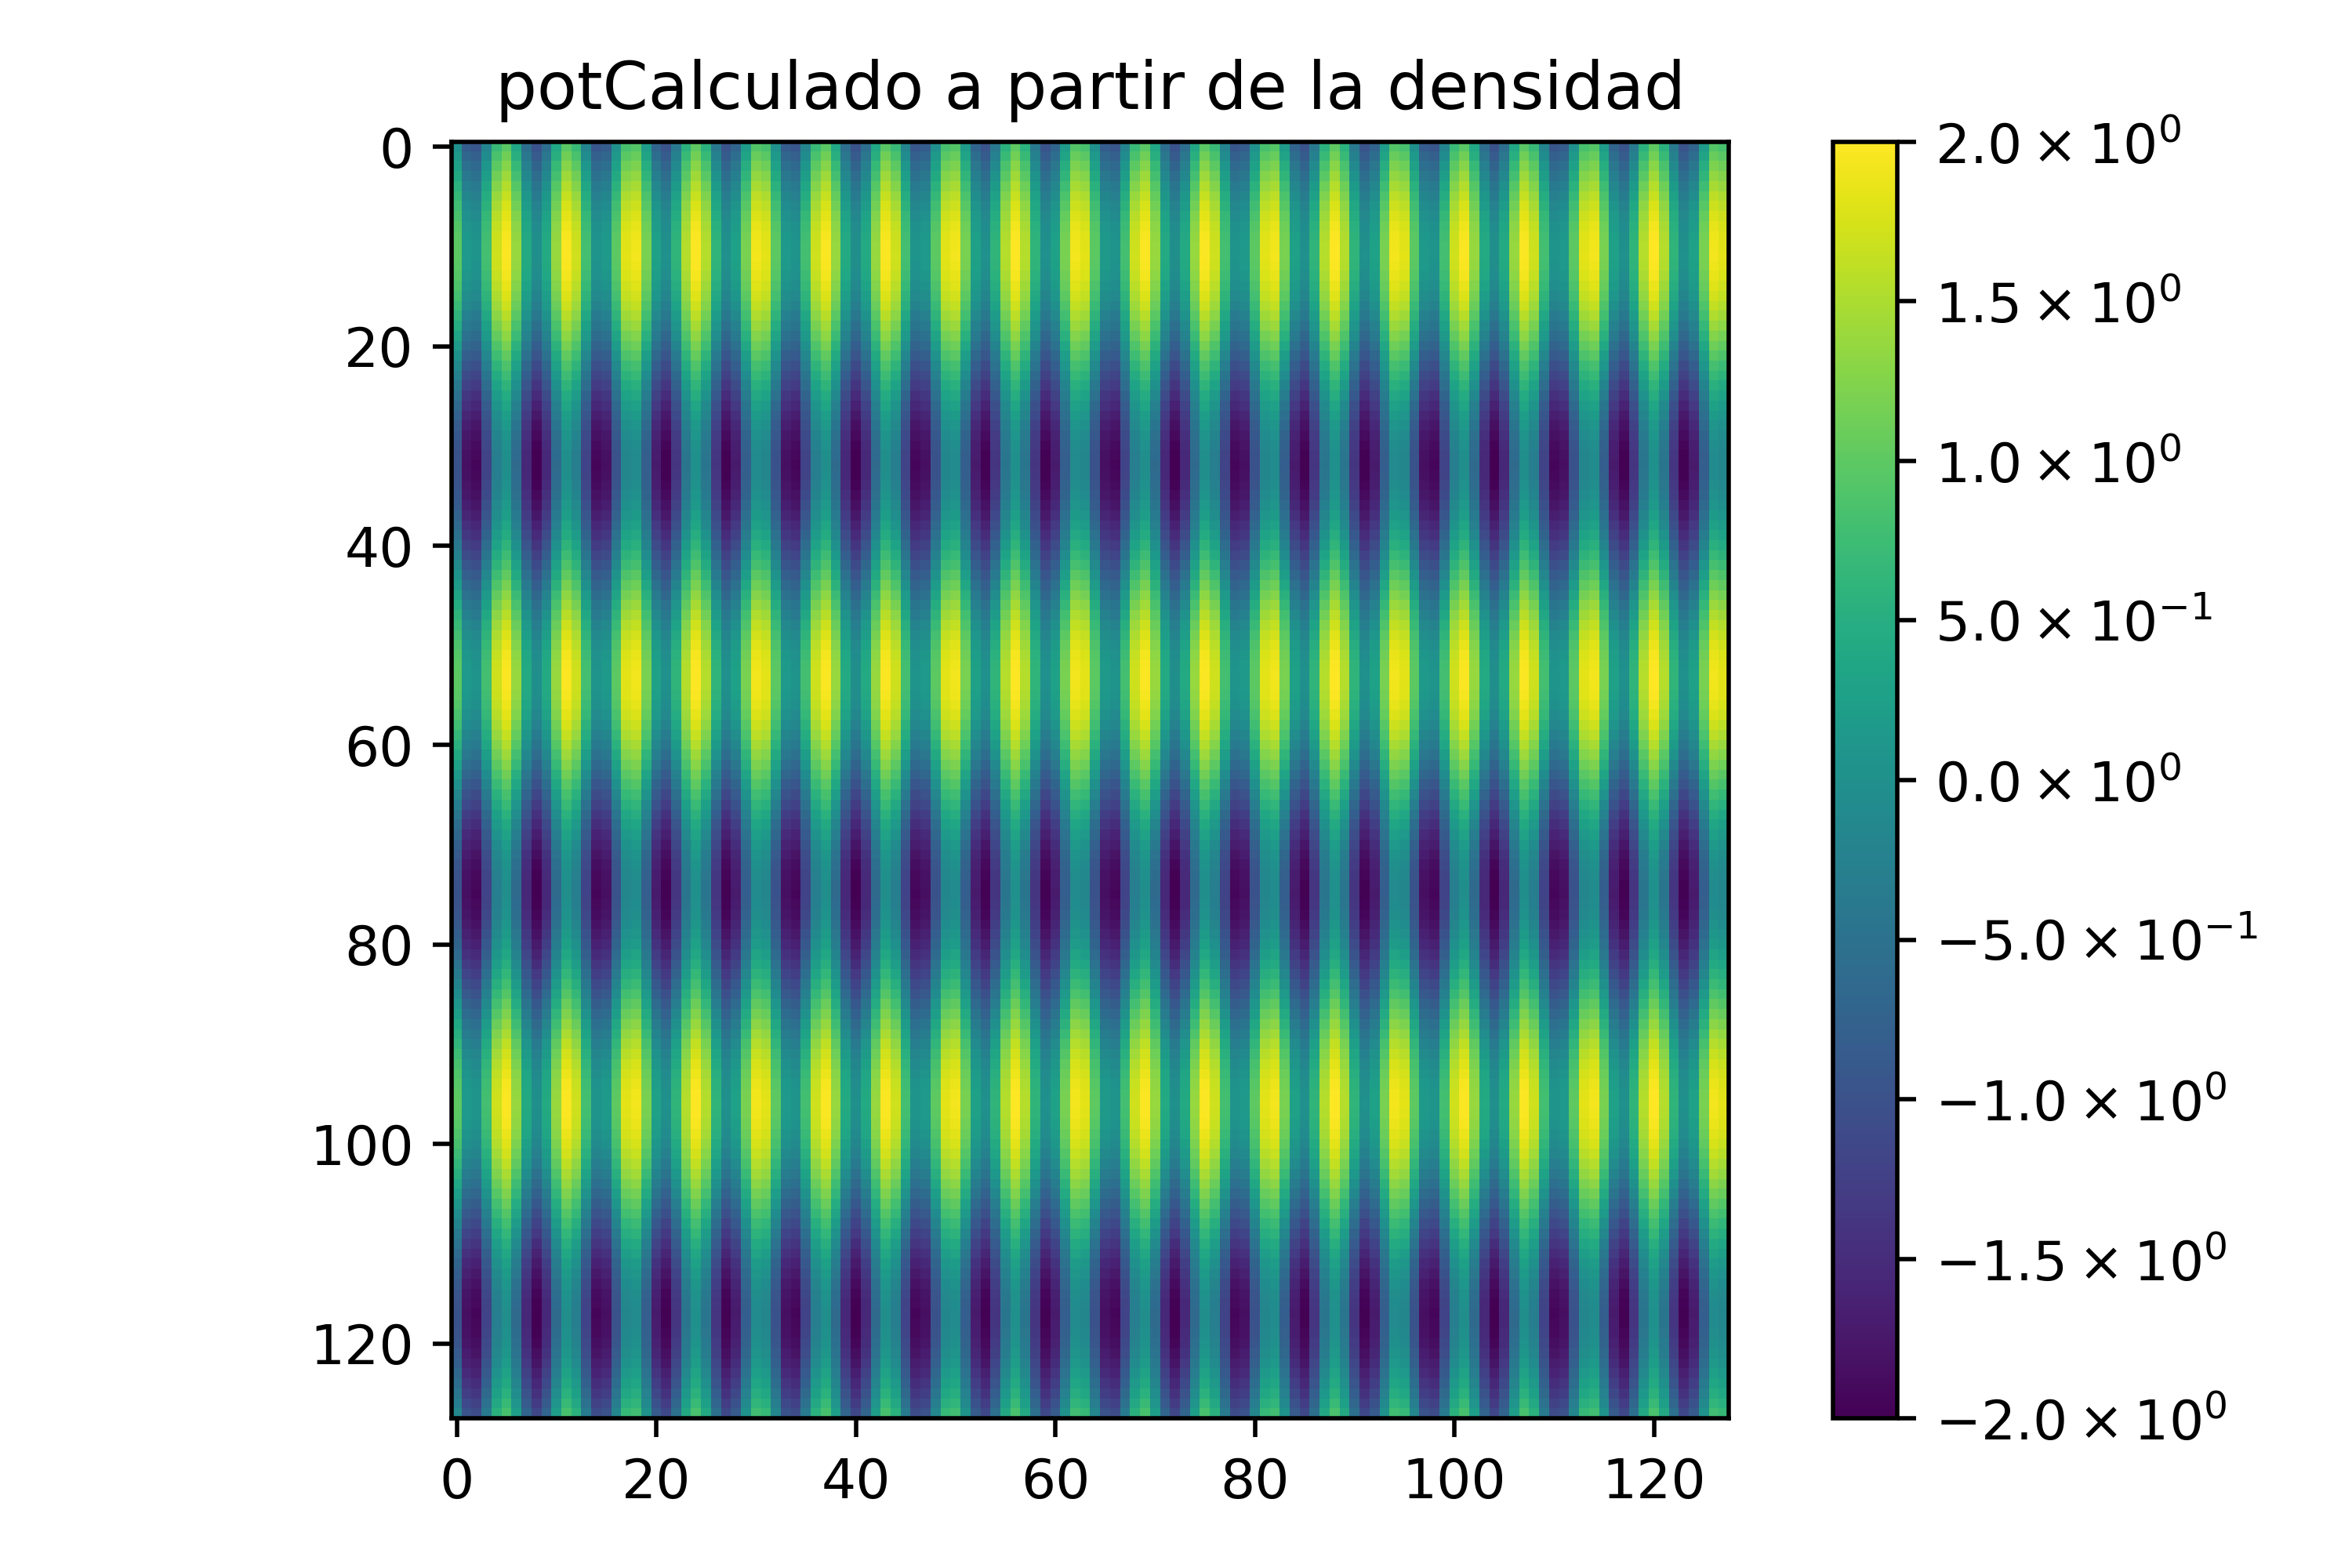 potCalculado a partir de la densidad
0
20
40
60
80
100
120
0 20 40 60 80 100 120
2.0 × 10⁰
1.5 × 10⁰
1.0 × 10⁰
5.0 × 10⁻¹
0.0 × 10⁰
−5.0 × 10⁻¹
−1.0 × 10⁰
−1.5 × 10⁰
−2.0 × 10⁰